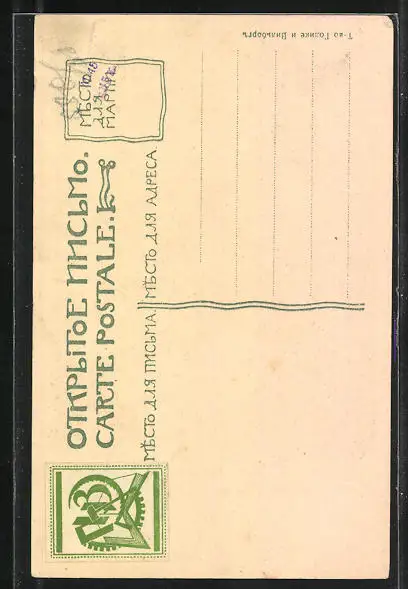 ОТКРЫТОЕ ПИСЬМО.
CARTE POSTALE.
МѢСТО
ДЛЯ
МАРКИ
МѢСТО ДЛЯ ПИСЬМА.
МѢСТО ДЛЯ АДРЕСА.
Т-во Голике и Вильборгъ